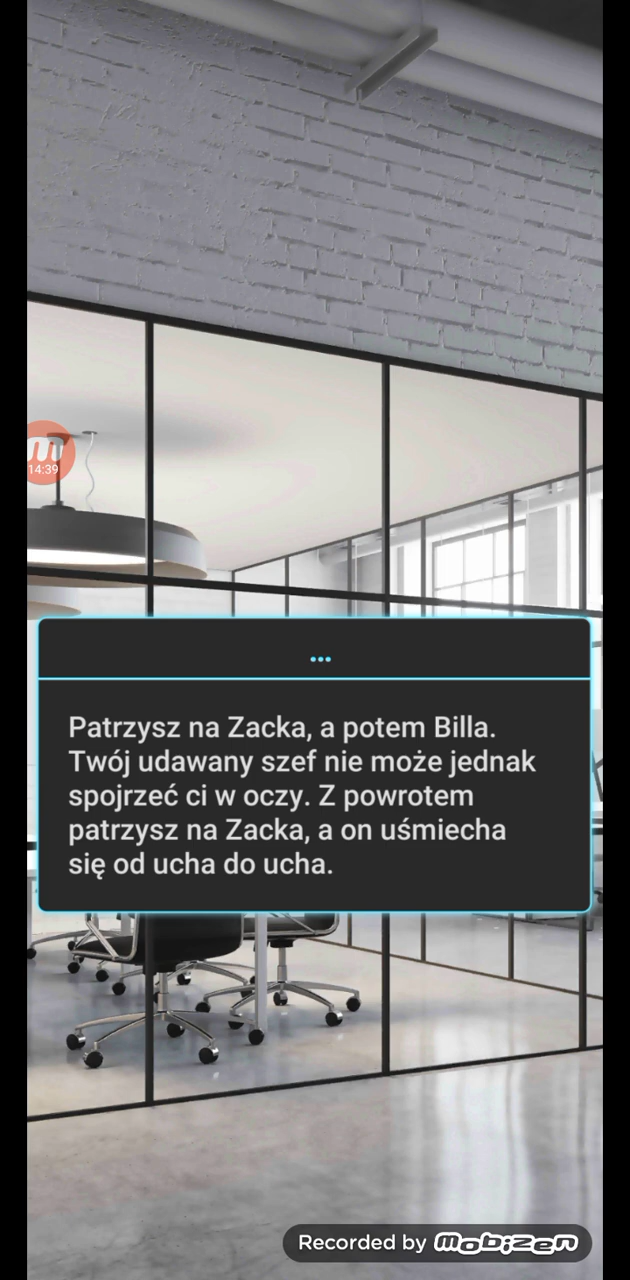 14:39
...
Patrzysz na Zacka, a potem Billa.
Twój udawany szef nie może jednak
spojrzeć ci w oczy. Z powrotem
patrzysz na Zacka, a on uśmiecha
się od ucha do ucha.
Recorded by mobizen